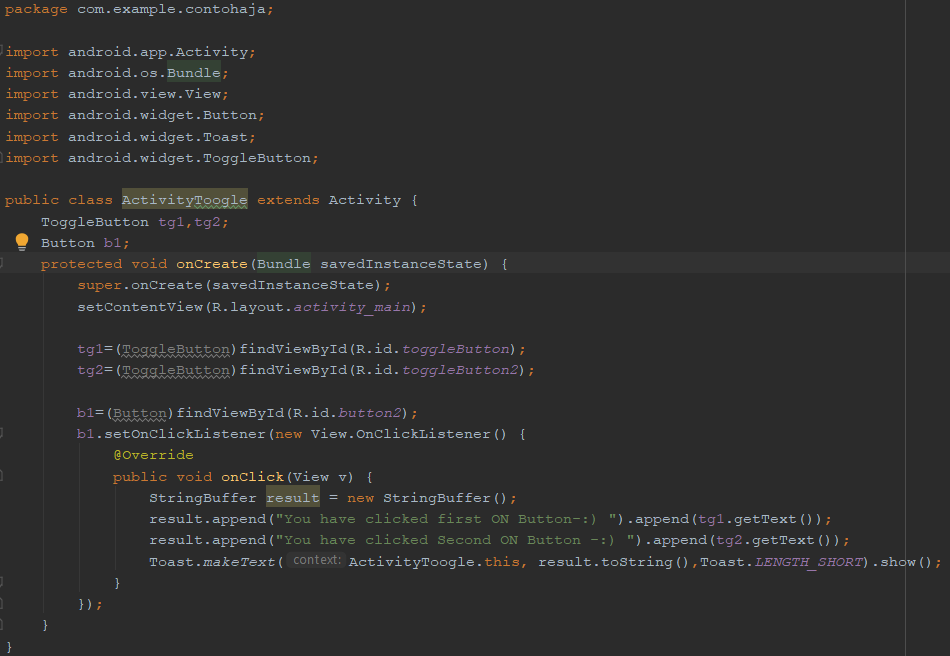 package com.example.contohaja;
import android.app.Activity;
import android.os.Bundle;
import android.view.View;
import android.widget.Button;
import android.widget.Toast;
import android.widget.ToggleButton;
public class ActivityToogle extends Activity {
ToggleButton tg1,tg2;
Button b1;
protected void onCreate(Bundle savedInstanceState) {
super.onCreate(savedInstanceState);
setContentView(R.layout.activity_main);
tg1=(ToggleButton)findViewById(R.id.toggleButton);
tg2=(ToggleButton)findViewById(R.id.toggleButton2);
b1=(Button)findViewById(R.id.button2);
b1.setOnClickListener(new View.OnClickListener() {
@Override
public void onClick(View v) {
StringBuffer result = new StringBuffer();
result.append("You have clicked first ON Button-:) ").append(tg1.getText());
result.append("You have clicked Second ON Button -:) ").append(tg2.getText());
Toast.makeText( context: ActivityToogle.this, result.toString(),Toast.LENGTH_SHORT).show();
}
});
}
}